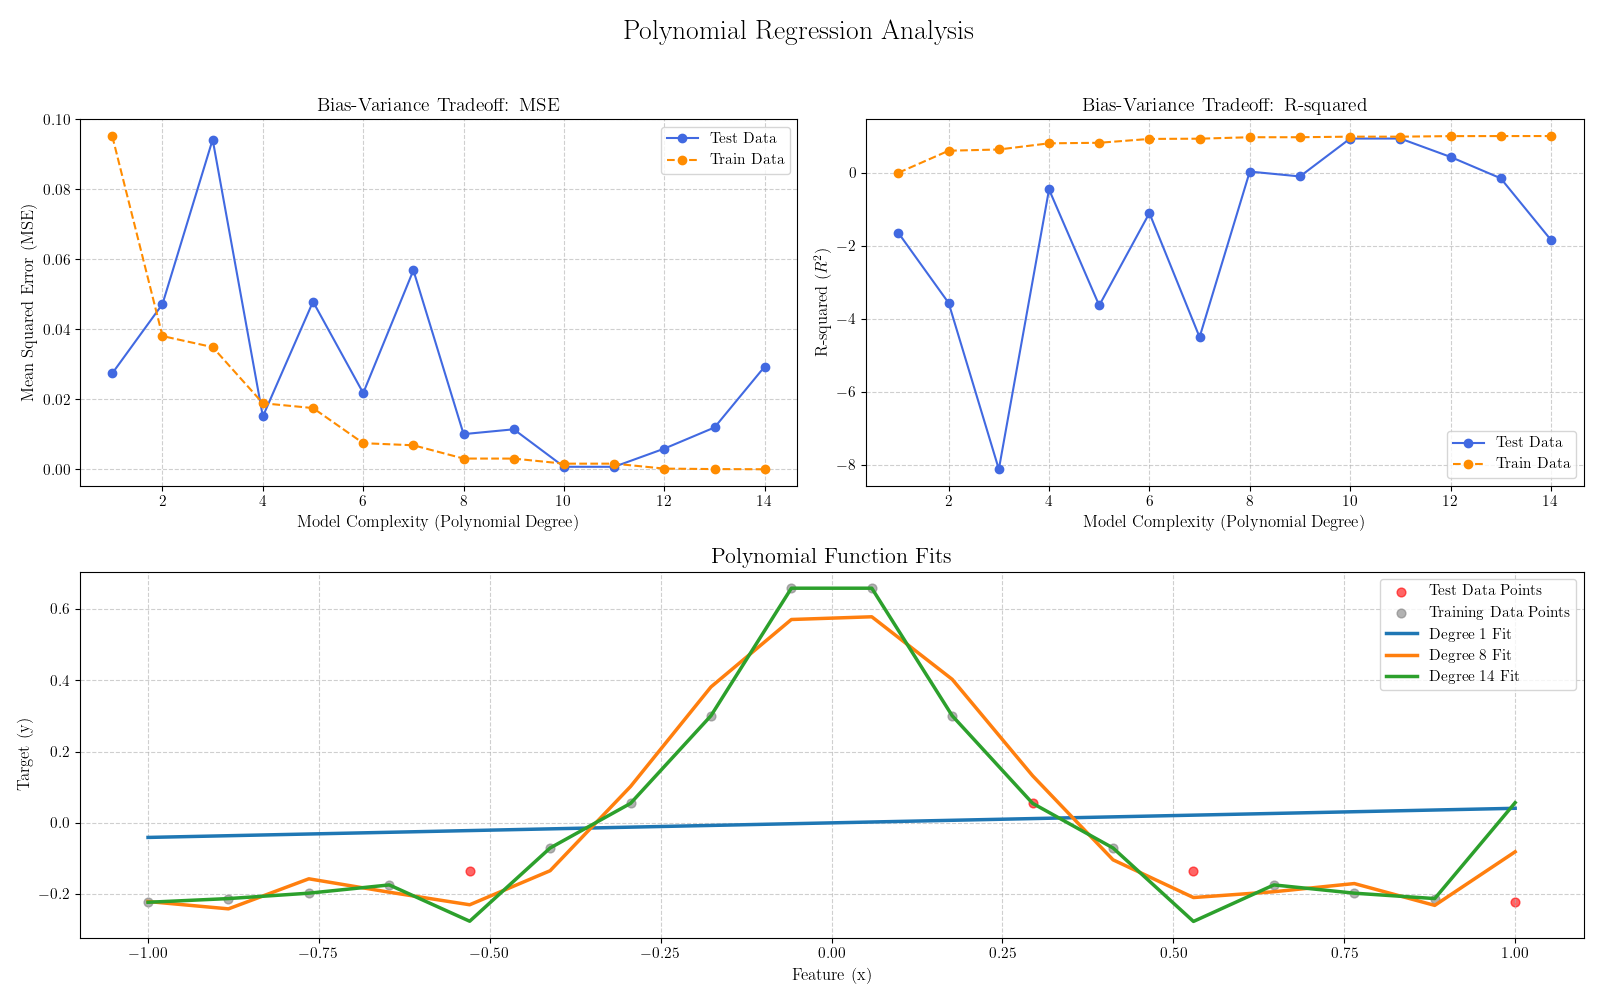 Polynomial Regression Analysis
Bias-Variance Tradeoff: MSE
Mean Squared Error (MSE)
0.10
0.08
0.06
0.04
0.02
0.00
Test Data
Train Data
2 4 6 8 10 12 14
Model Complexity (Polynomial Degree)
Bias-Variance Tradeoff: R-squared
R-squared (R²)
0
−2
−4
−6
−8
Test Data
Train Data
2 4 6 8 10 12 14
Model Complexity (Polynomial Degree)
Polynomial Function Fits
Target (y)
0.6
0.4
0.2
0.0
−0.2
Test Data Points
Training Data Points
Degree 1 Fit
Degree 8 Fit
Degree 14 Fit
−1.00 −0.75 −0.50 −0.25 0.00 0.25 0.50 0.75 1.00
Feature (x)